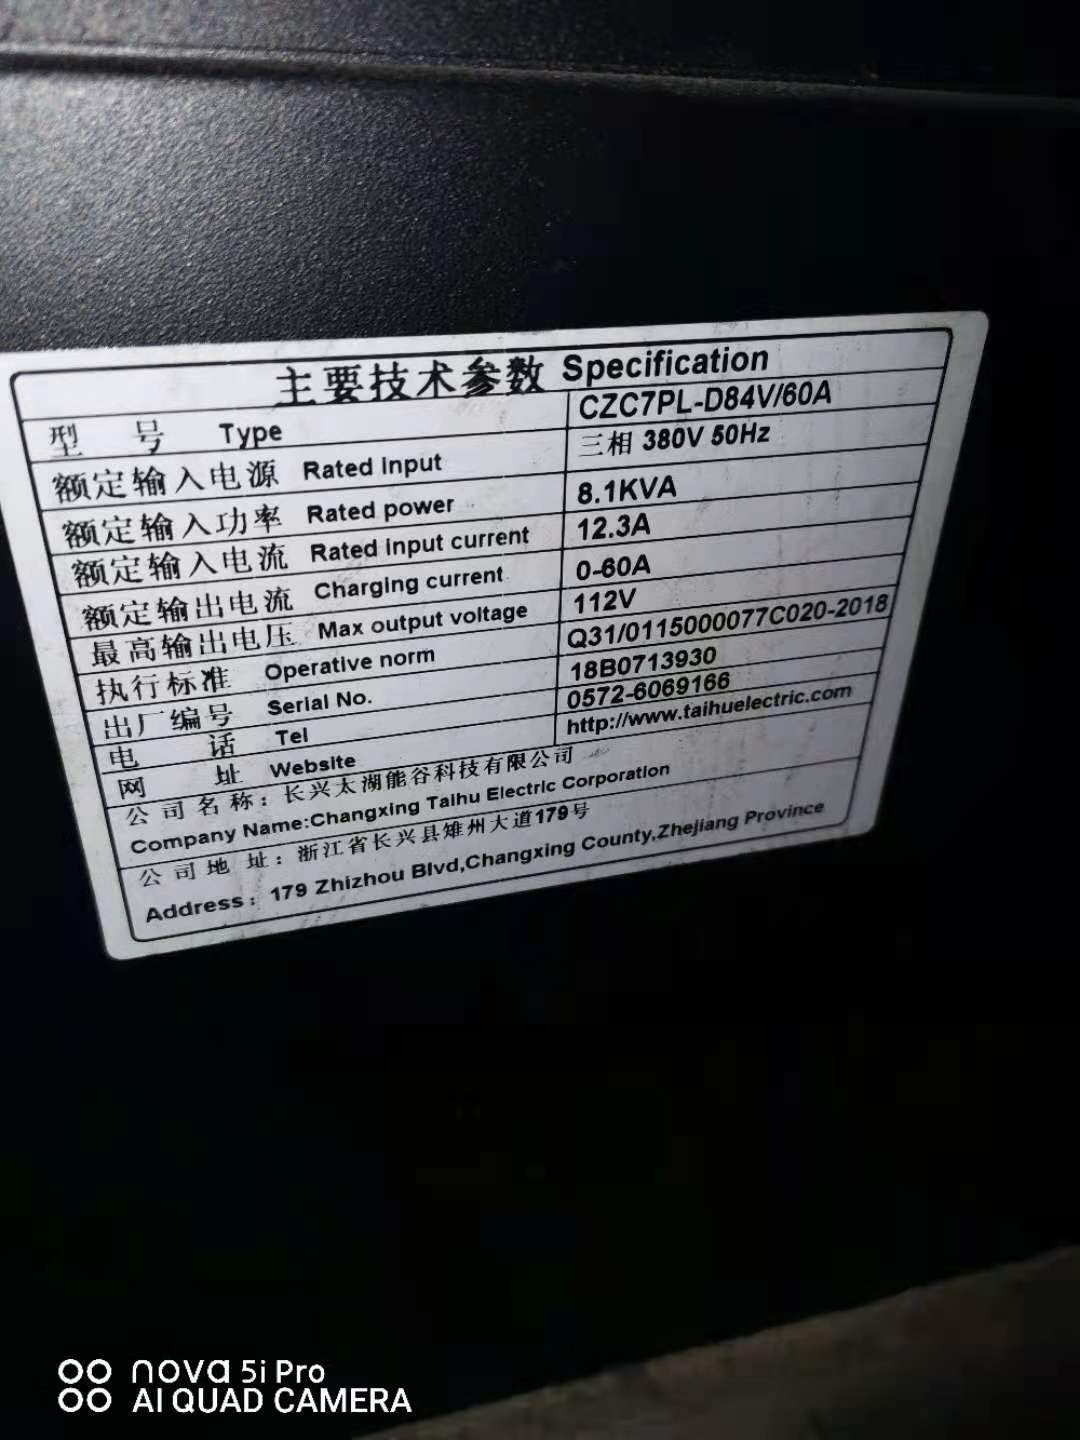 主要技术参数 Specification
型 号 Type CZC7PL-D84V/60A
额定输入电源 Rated input 三相 380V 50Hz
额定输入功率 Rated power 8.1KVA
额定输入电流 Rated input current 12.3A
额定输出电流 Charging current 0-60A
最高输出电压 Max output voltage 112V
执行标准 Operative norm Q31/0115000077C020-2018
出厂编号 Serial No. 18B0713930
电 话 Tel 0572-6069166
网 址 Website http://www.taihuelectric.com
公司名称：长兴太湖能谷科技有限公司
Company Name:Changxing Taihu Electric Corporation
公司地址：浙江省长兴县雉州大道179号
Address：179 Zhizhou Blvd,Changxing County,Zhejiang Province
nova 5i Pro
AI QUAD CAMERA